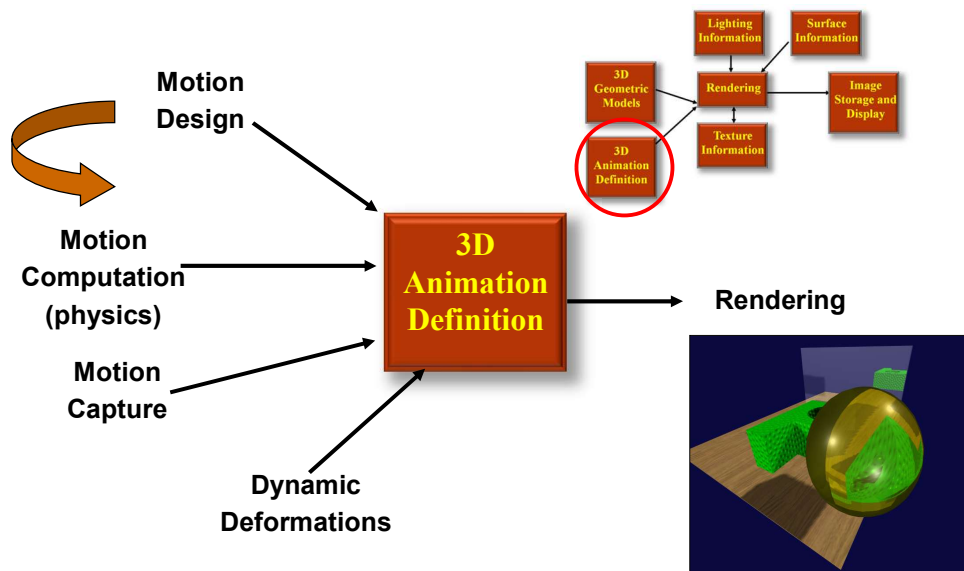 Motion
Design
Motion
Computation
(physics)
Motion
Capture
Dynamic
Deformations
3D
Animation
Definition
Rendering
Lighting
Information
Surface
Information
3D
Geometric
Models
Rendering
Image
Storage and
Display
3D
Animation
Definition
Texture
Information